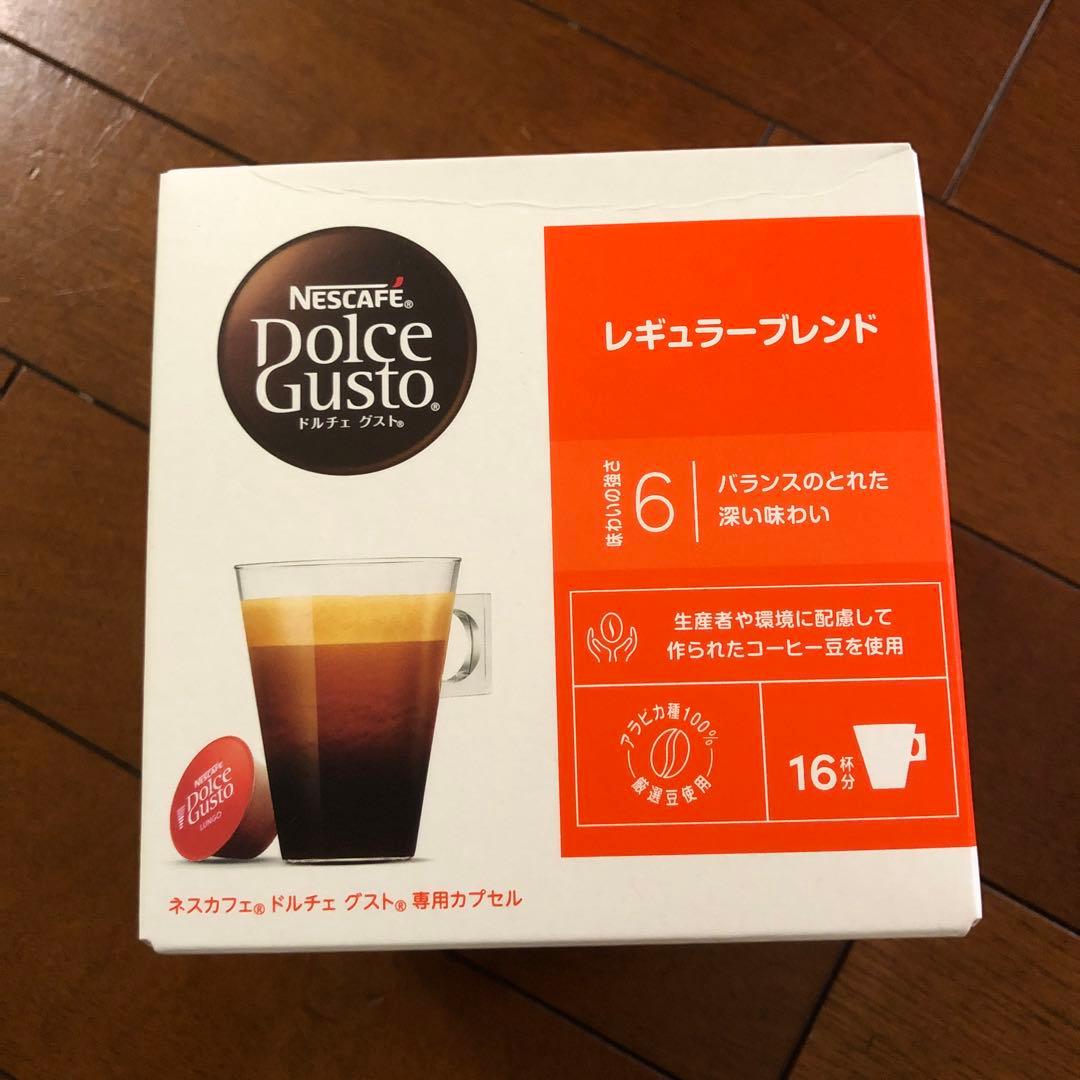 NESCAFÉ®
Dolce
Gusto®
ドルチェ グスト®
レギュラーブレンド
味わいの強さ
6
バランスのとれた
深い味わい
生産者や環境に配慮して
作られたコーヒー豆を使用
アラビカ種100%
厳選豆使用
16杯分
NESCAFÉ
Dolce
Gusto
LUNGO
ネスカフェ® ドルチェ グスト® 専用カプセル